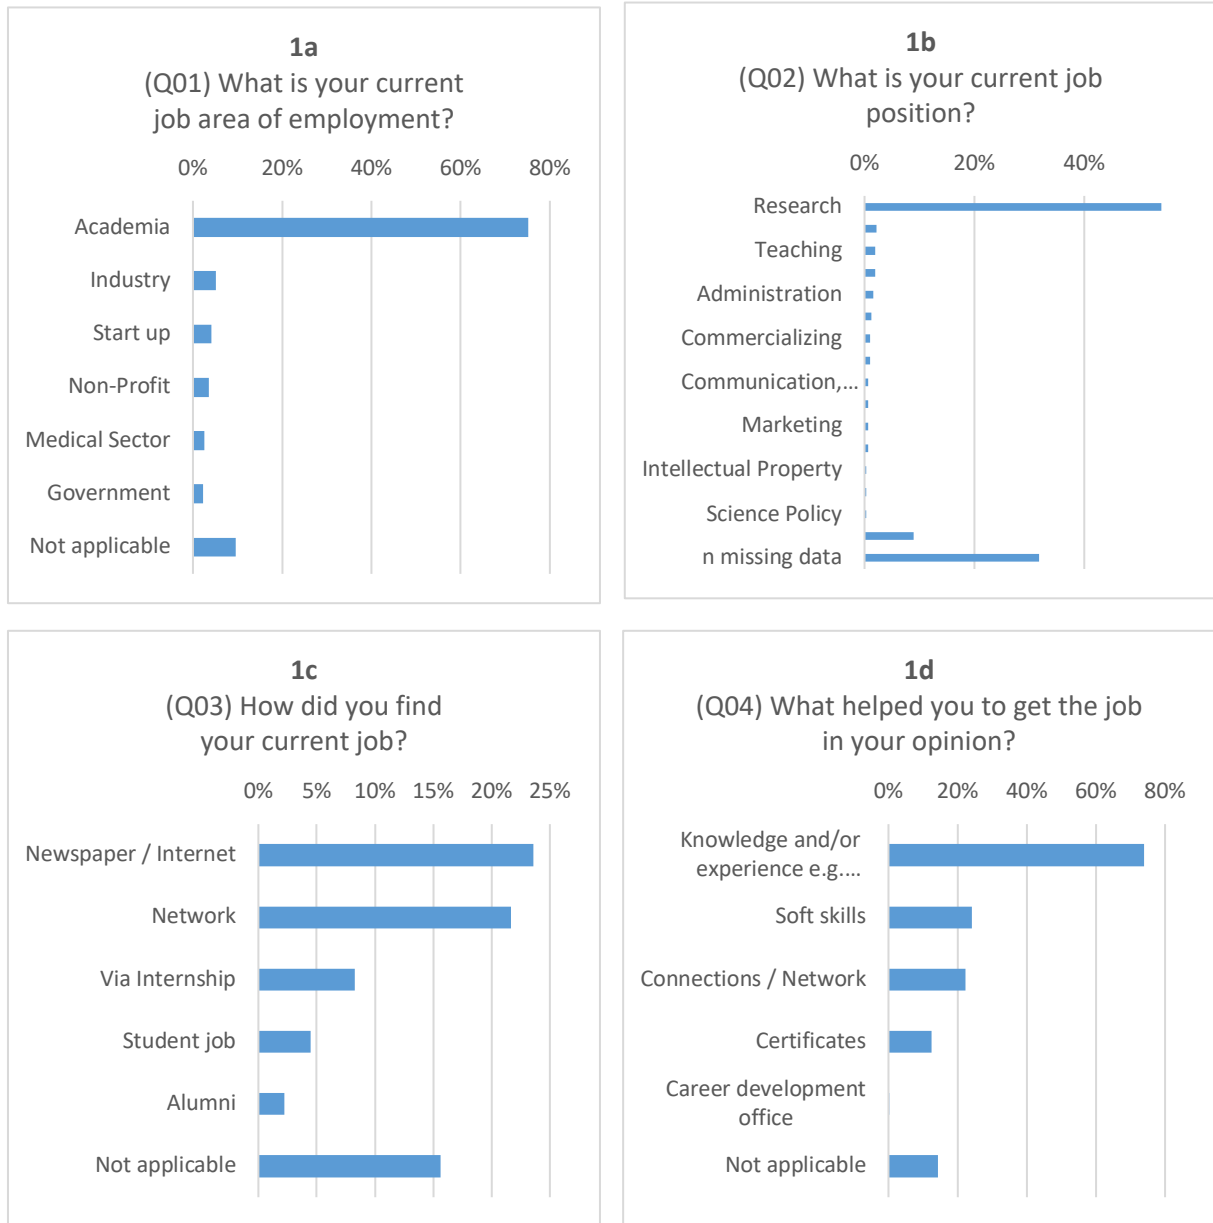 1a
(Q01) What is your current
job area of employment?
0% 20% 40% 60% 80%
Academia
Industry
Start up
Non-Profit
Medical Sector
Government
Not applicable
1b
(Q02) What is your current job
position?
0% 20% 40%
Research
Teaching
Administration
Commercializing
Communication,...
Marketing
Intellectual Property
Science Policy
n missing data
1c
(Q03) How did you find
your current job?
0% 5% 10% 15% 20% 25%
Newspaper / Internet
Network
Via Internship
Student job
Alumni
Not applicable
1d
(Q04) What helped you to get the job
in your opinion?
0% 20% 40% 60% 80%
Knowledge and/or
experience e.g....
Soft skills
Connections / Network
Certificates
Career development
office
Not applicable